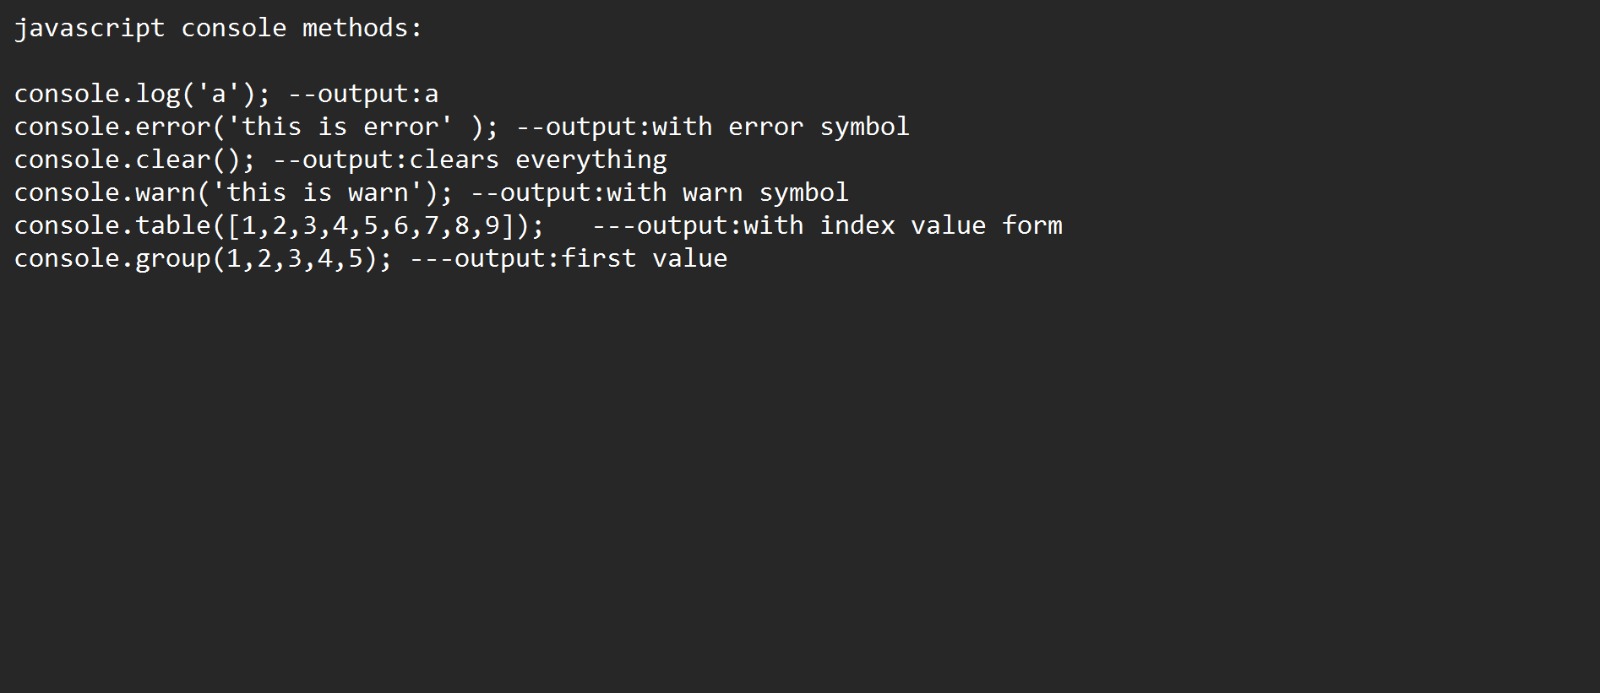 javascript console methods:
console.log('a'); --output:a
console.error('this is error' ); --output:with error symbol
console.clear(); --output:clears everything
console.warn('this is warn'); --output:with warn symbol
console.table([1,2,3,4,5,6,7,8,9]);   ---output:with index value form
console.group(1,2,3,4,5); ---output:first value